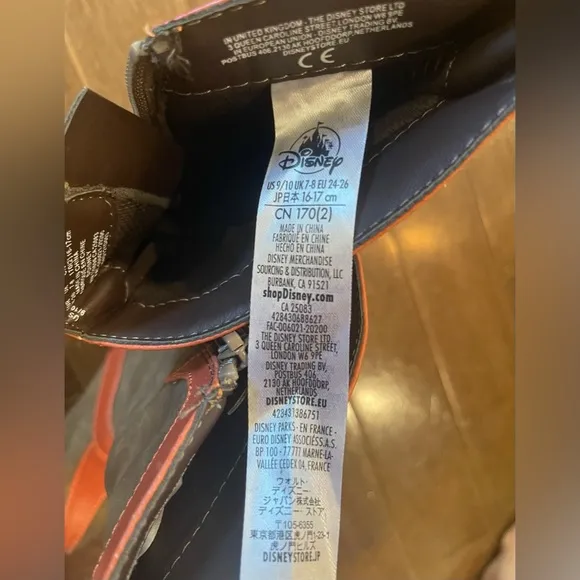 IN UNITED KINGDOM - THE DISNEY STORE LTD
3 QUEEN CAROLINE STREET, LONDON W6 9PE
IN EUROPEAN UNION - DISNEY TRADING BV,
POSTBUS 406, 2130 AK HOOFDDORP, NETHERLANDS
DISNEYSTORE.EU
CE
Disney
US 9/10 UK 7-8 EU 24-26
JP日本 16-17 cm
CN 170(2)
MADE IN CHINA
FABRIQUÉ EN CHINE
HECHO EN CHINA
DISNEY MERCHANDISE
SOURCING & DISTRIBUTION, LLC
BURBANK, CA 91521
shopDisney.com
CA 25083
428430688627
FAC-006021-20200
THE DISNEY STORE LTD.
3 QUEEN CAROLINE STREET,
LONDON W6 9PE
DISNEY TRADING BV,
POSTBUS 406,
2130 AK HOOFDDORP,
NETHERLANDS
DISNEYSTORE.EU
428431386751
DISNEY PARKS - EN FRANCE -
EURO DISNEY ASSOCIÉS S.A.S.
BP 100 - 77777 MARNE-LA-
VALLÉE CEDEX 04, FRANCE
ウォルト・
ディズニー・
ジャパン株式会社
ディズニー・ストア
〒105-6355
東京都港区虎ノ門1-23-1
虎ノ門ヒルズ
DISNEYSTORE.JP